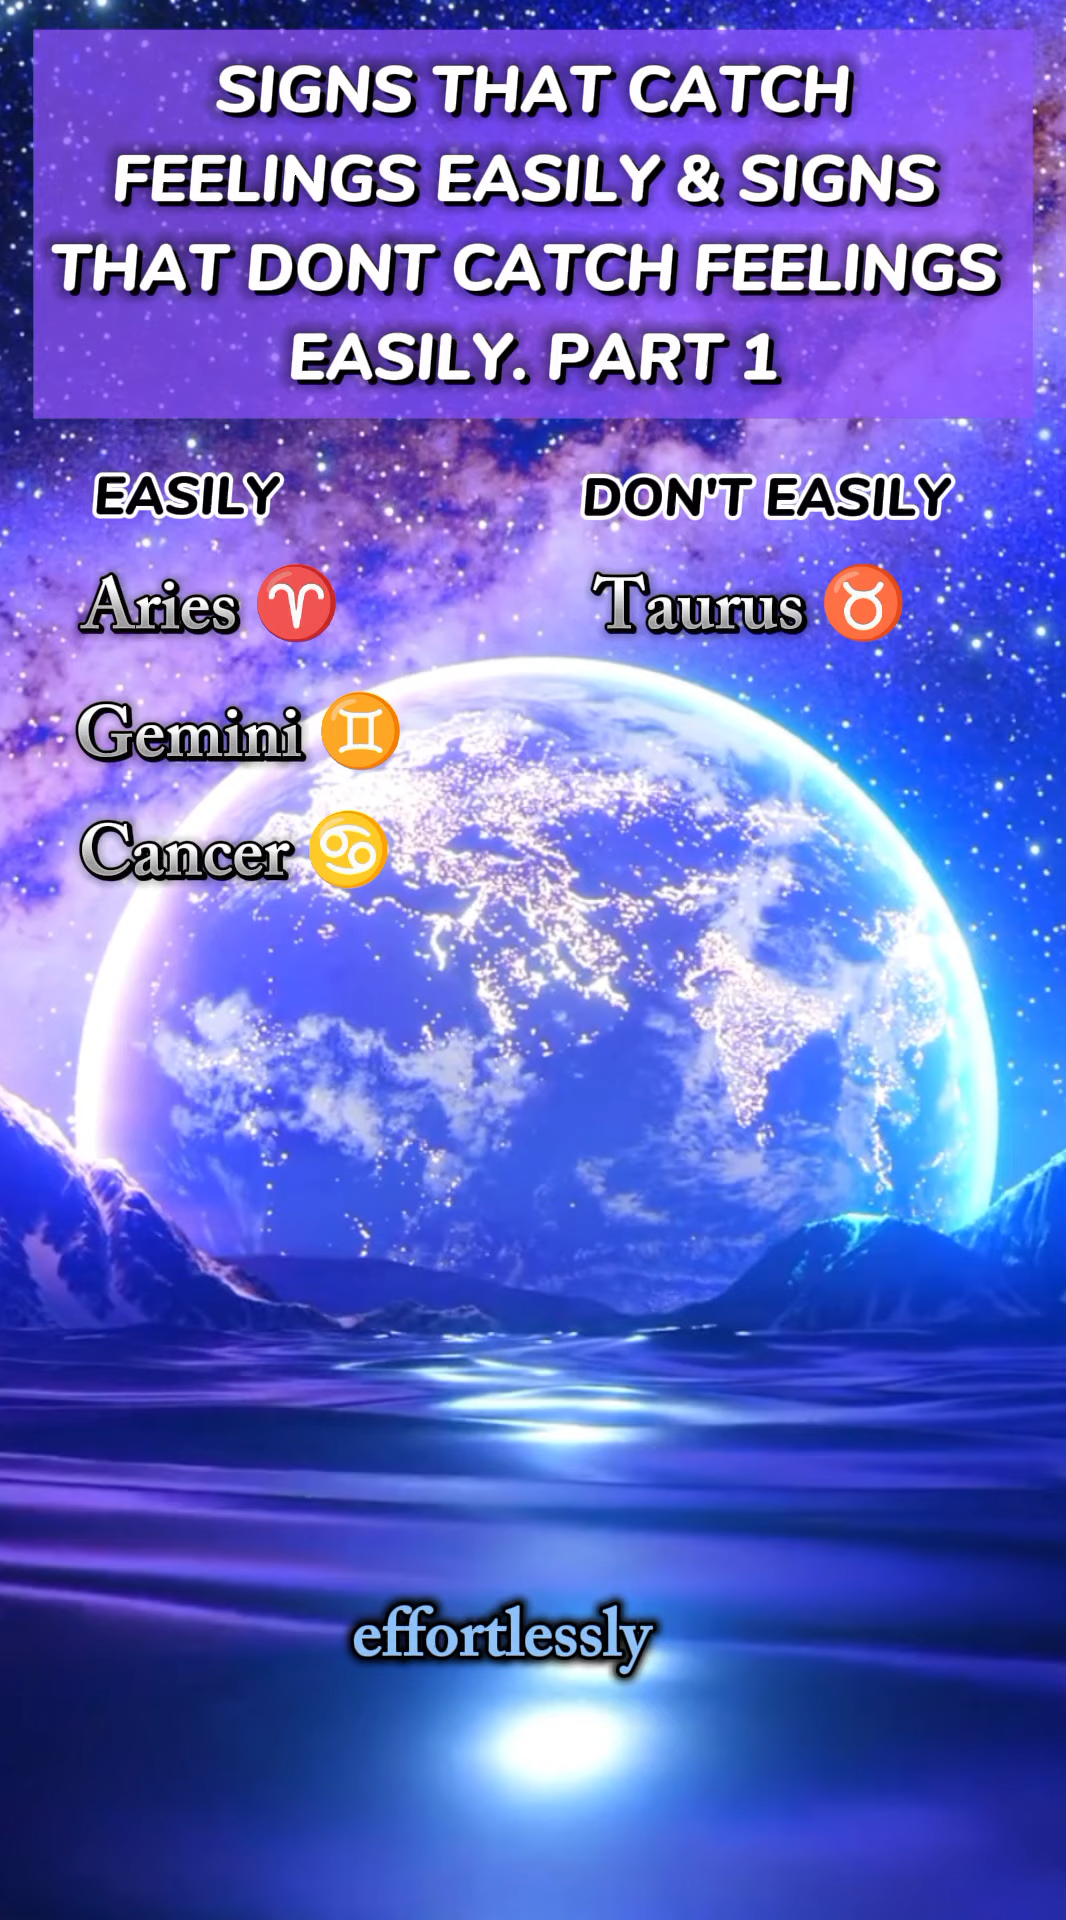 SIGNS THAT CATCH
FEELINGS EASILY & SIGNS
THAT DONT CATCH FEELINGS
EASILY. PART 1
EASILY
Aries ♈
Gemini ♊
Cancer ♋
DON'T EASILY
Taurus ♉
effortlessly